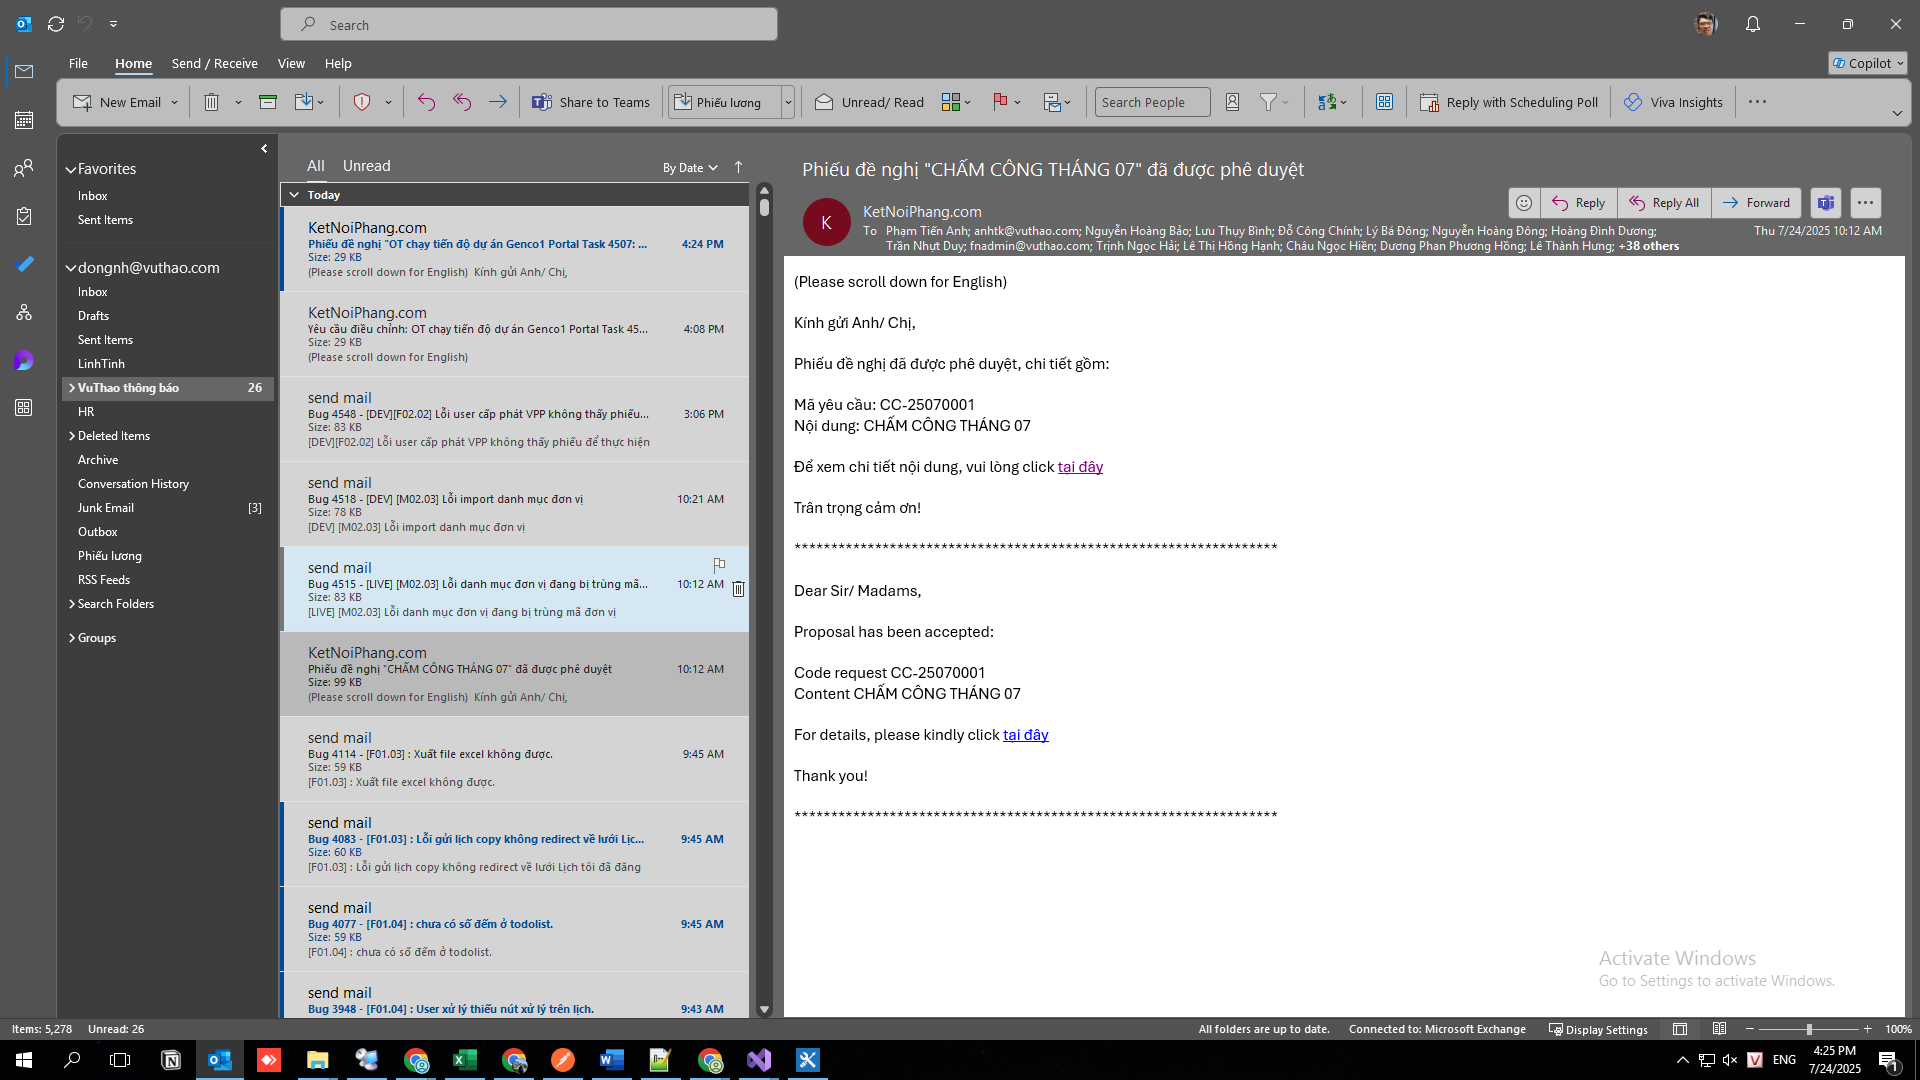 Search
File Home Send / Receive View Help
Copilot
New Email
Share to Teams
Phiếu lương
Unread/ Read
Search People
Reply with Scheduling Poll
Viva Insights
Favorites
Inbox
Sent Items
dongnh@vuthao.com
Inbox
Drafts
Sent Items
LinhTinh
VuThao thông báo 26
HR
Deleted Items
Archive
Conversation History
Junk Email [3]
Outbox
Phiếu lương
RSS Feeds
Search Folders
Groups
All Unread By Date
Today
KetNoiPhang.com
Phiếu đề nghị "OT chạy tiến độ dự án Genco1 Portal Task 4507: ... 4:24 PM
Size: 29 KB
(Please scroll down for English) Kính gửi Anh/ Chị,
KetNoiPhang.com
Yêu cầu điều chỉnh: OT chạy tiến độ dự án Genco1 Portal Task 45... 4:08 PM
Size: 29 KB
(Please scroll down for English)
send mail
Bug 4548 - [DEV][F02.02] Lỗi user cấp phát VPP không thấy phiếu... 3:06 PM
Size: 83 KB
[DEV][F02.02] Lỗi user cấp phát VPP không thấy phiếu để thực hiện
send mail
Bug 4518 - [DEV] [M02.03] Lỗi import danh mục đơn vị 10:21 AM
Size: 78 KB
[DEV] [M02.03] Lỗi import danh mục đơn vị
send mail
Bug 4515 - [LIVE] [M02.03] Lỗi danh mục đơn vị đang bị trùng mã... 10:12 AM
Size: 83 KB
[LIVE] [M02.03] Lỗi danh mục đơn vị đang bị trùng mã đơn vị
KetNoiPhang.com
Phiếu đề nghị "CHẤM CÔNG THÁNG 07" đã được phê duyệt 10:12 AM
Size: 99 KB
(Please scroll down for English) Kính gửi Anh/ Chị,
send mail
Bug 4114 - [F01.03] : Xuất file excel không được. 9:45 AM
Size: 59 KB
[F01.03] : Xuất file excel không được.
send mail
Bug 4083 - [F01.03] : Lỗi gửi lịch copy không redirect về lưới Lịc... 9:45 AM
Size: 60 KB
[F01.03] : Lỗi gửi lịch copy không redirect về lưới Lịch tôi đã đăng
send mail
Bug 4077 - [F01.04] : chưa có số đếm ở todolist. 9:45 AM
Size: 59 KB
[F01.04] : chưa có số đếm ở todolist.
send mail
Bug 3948 - [F01.04] : User xử lý thiếu nút xử lý trên lịch. 9:43 AM
Phiếu đề nghị "CHẤM CÔNG THÁNG 07" đã được phê duyệt
K
KetNoiPhang.com
Reply Reply All Forward
To Phạm Tiến Anh; anhtk@vuthao.com; Nguyễn Hoàng Bảo; Lưu Thụy Bình; Đỗ Công Chính; Lý Bá Đông; Nguyễn Hoàng Đông; Hoàng Đình Dương;
Trần Nhựt Duy; fnadmin@vuthao.com; Trịnh Ngọc Hải; Lê Thị Hồng Hạnh; Châu Ngọc Hiền; Dương Phan Phương Hồng; Lê Thành Hưng; +38 others
Thu 7/24/2025 10:12 AM
(Please scroll down for English)
Kính gửi Anh/ Chị,
Phiếu đề nghị đã được phê duyệt, chi tiết gồm:
Mã yêu cầu: CC-25070001
Nội dung: CHẤM CÔNG THÁNG 07
Để xem chi tiết nội dung, vui lòng click tại đây
Trân trọng cảm ơn!
******************************************************************
Dear Sir/ Madams,
Proposal has been accepted:
Code request CC-25070001
Content CHẤM CÔNG THÁNG 07
For details, please kindly click tại đây
Thank you!
******************************************************************
Activate Windows
Go to Settings to activate Windows.
Items: 5,278 Unread: 26
All folders are up to date. Connected to: Microsoft Exchange Display Settings 100%
ENG
4:25 PM
7/24/2025
1